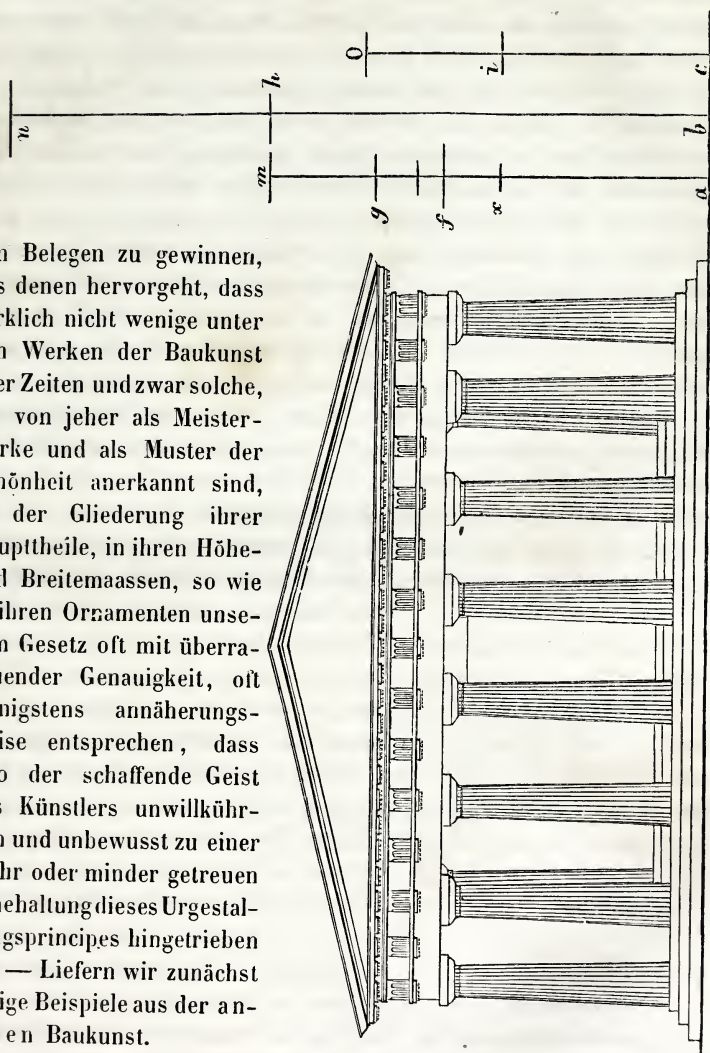 o i c
h b
m g f x a
n Belegen zu gewinnen,
s denen hervorgeht, dass
rklich nicht wenige unter
n Werken der Baukunst
er Zeiten und zwar solche,
von jeher als Meister-
rke und als Muster der
hönheit anerkannt sind,
der Gliederung ihrer
upttheile, in ihren Höhe-
d Breitemaassen, so wie
ihren Ornamenten unse-
n Gesetz oft mit überra-
hender Genauigkeit, oft
nigstens annäherungs-
ise entsprechen, dass
o der schaffende Geist
s Künstlers unwillkühr-
h und unbewusst zu einer
hr oder minder getreuen
nehaltung dieses Urgestal-
gsprincipes hingetrieben
— Liefern wir zunächst
ige Beispiele aus der an-
en Baukunst.